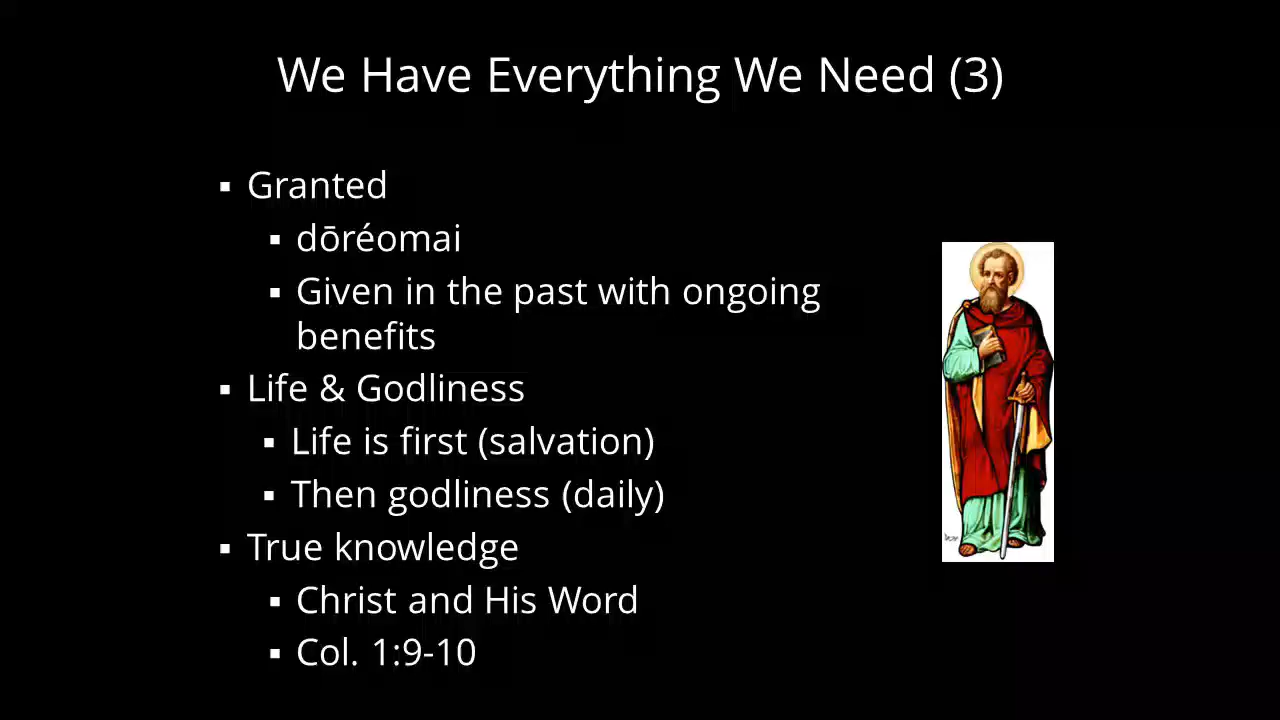 We Have Everything We Need (3)
▪ Granted
▪ dōréomai
▪ Given in the past with ongoing
benefits
▪ Life & Godliness
▪ Life is first (salvation)
▪ Then godliness (daily)
▪ True knowledge
▪ Christ and His Word
▪ Col. 1:9-10